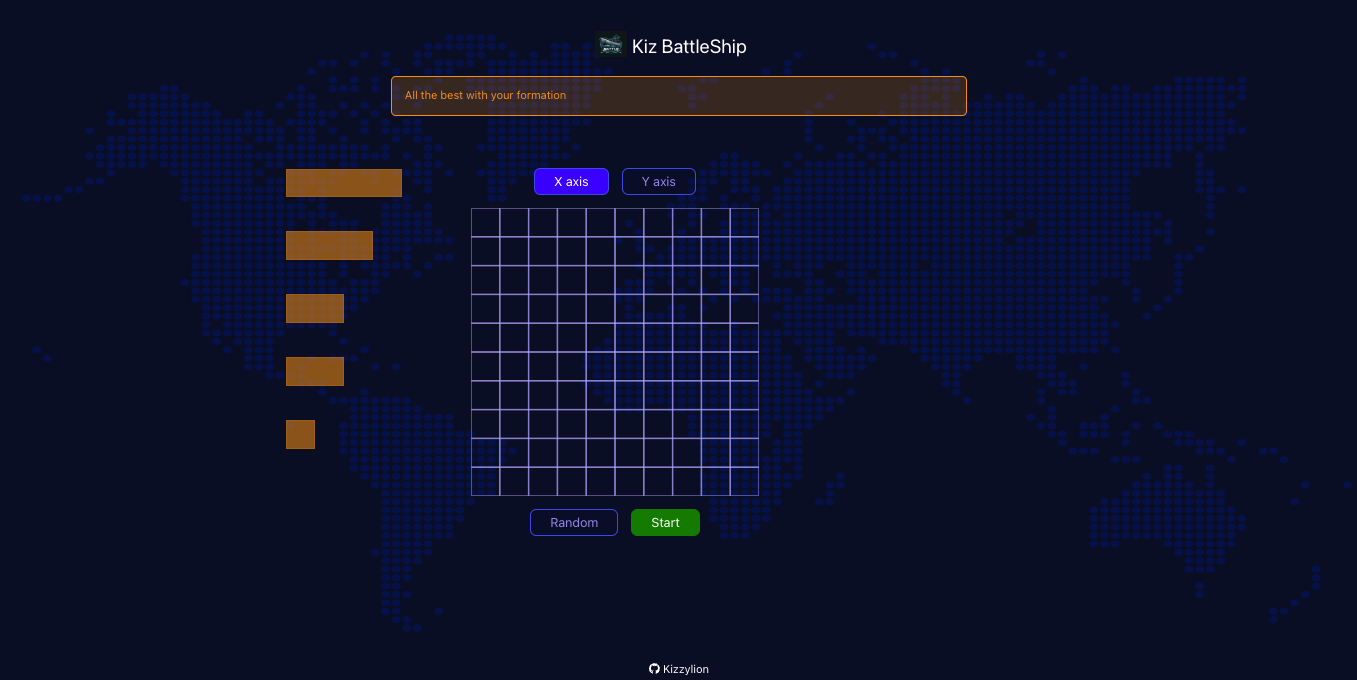 Kiz BattleShip
All the best with your formation
X axis
Y axis
Random
Start
Kizzylion